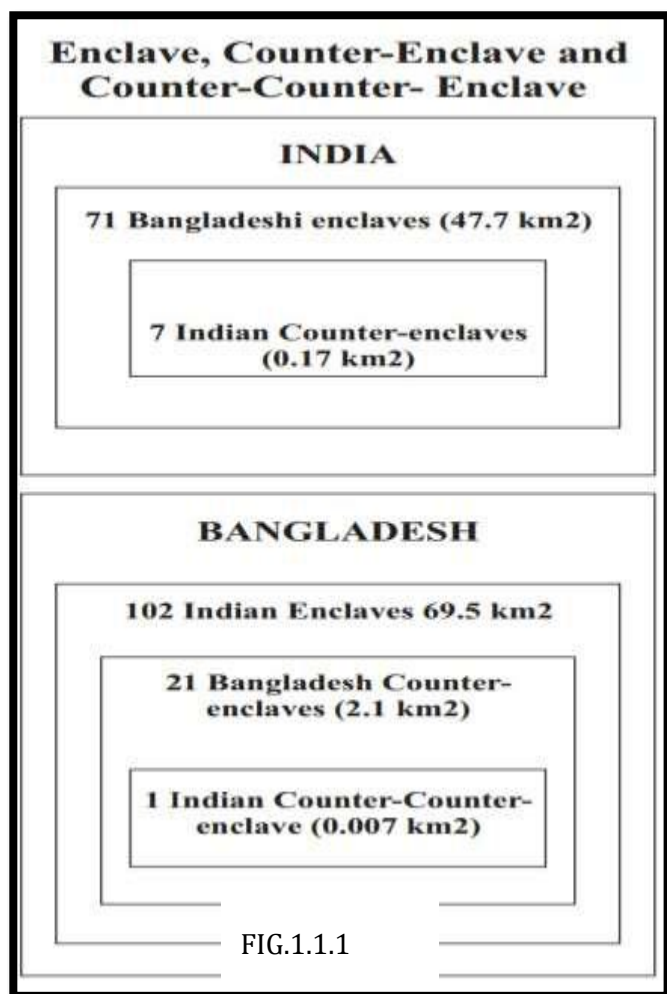 Enclave, Counter-Enclave and
Counter-Counter- Enclave
INDIA
71 Bangladeshi enclaves (47.7 km2)
7 Indian Counter-enclaves
(0.17 km2)
BANGLADESH
102 Indian Enclaves 69.5 km2
21 Bangladesh Counter-
enclaves (2.1 km2)
1 Indian Counter-Counter-
enclave (0.007 km2)
FIG.1.1.1